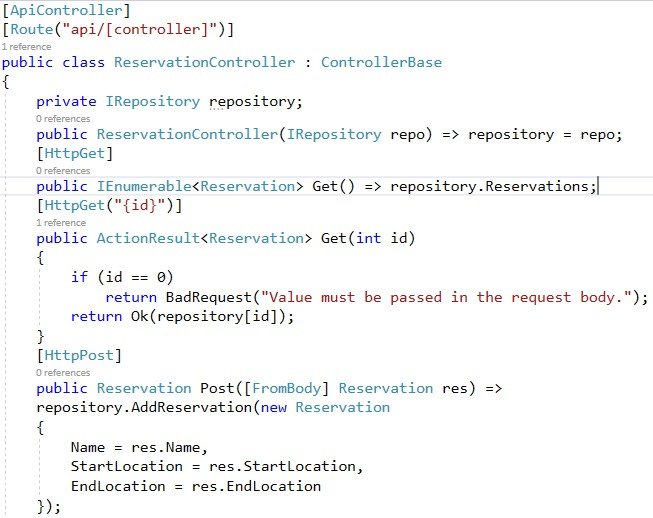 [ApiController]
[Route("api/[controller]")]
1 reference
public class ReservationController : ControllerBase
{
private IRepository repository;
0 references
public ReservationController(IRepository repo) => repository = repo;
[HttpGet]
0 references
public IEnumerable<Reservation> Get() => repository.Reservations;
[HttpGet("{id}")]
1 reference
public ActionResult<Reservation> Get(int id)
{
if (id == 0)
return BadRequest("Value must be passed in the request body.");
return Ok(repository[id]);
}
[HttpPost]
0 references
public Reservation Post([FromBody] Reservation res) =>
repository.AddReservation(new Reservation
{
Name = res.Name,
StartLocation = res.StartLocation,
EndLocation = res.EndLocation
});